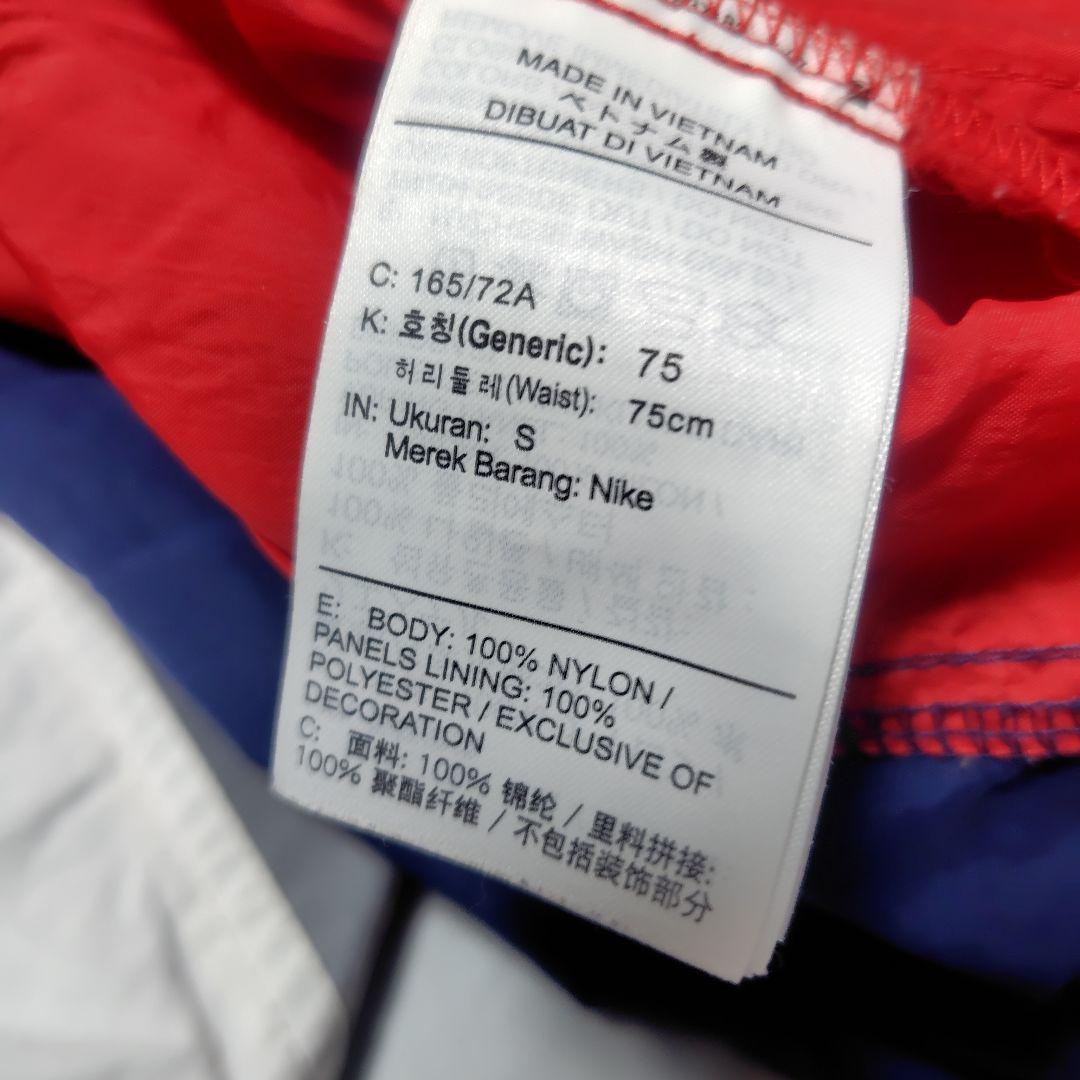 MADE IN VIETNAM
ベトナム製
DIBUAT DI VIETNAM
C: 165/72A
K: 호칭(Generic): 75
허리둘레(Waist): 75cm
IN: Ukuran: S
Merek Barang: Nike
E: BODY: 100% NYLON /
PANELS LINING: 100%
POLYESTER / EXCLUSIVE OF
DECORATION
C: 面料: 100% 锦纶 / 里料拼接:
100% 聚酯纤维 / 不包括装饰部分